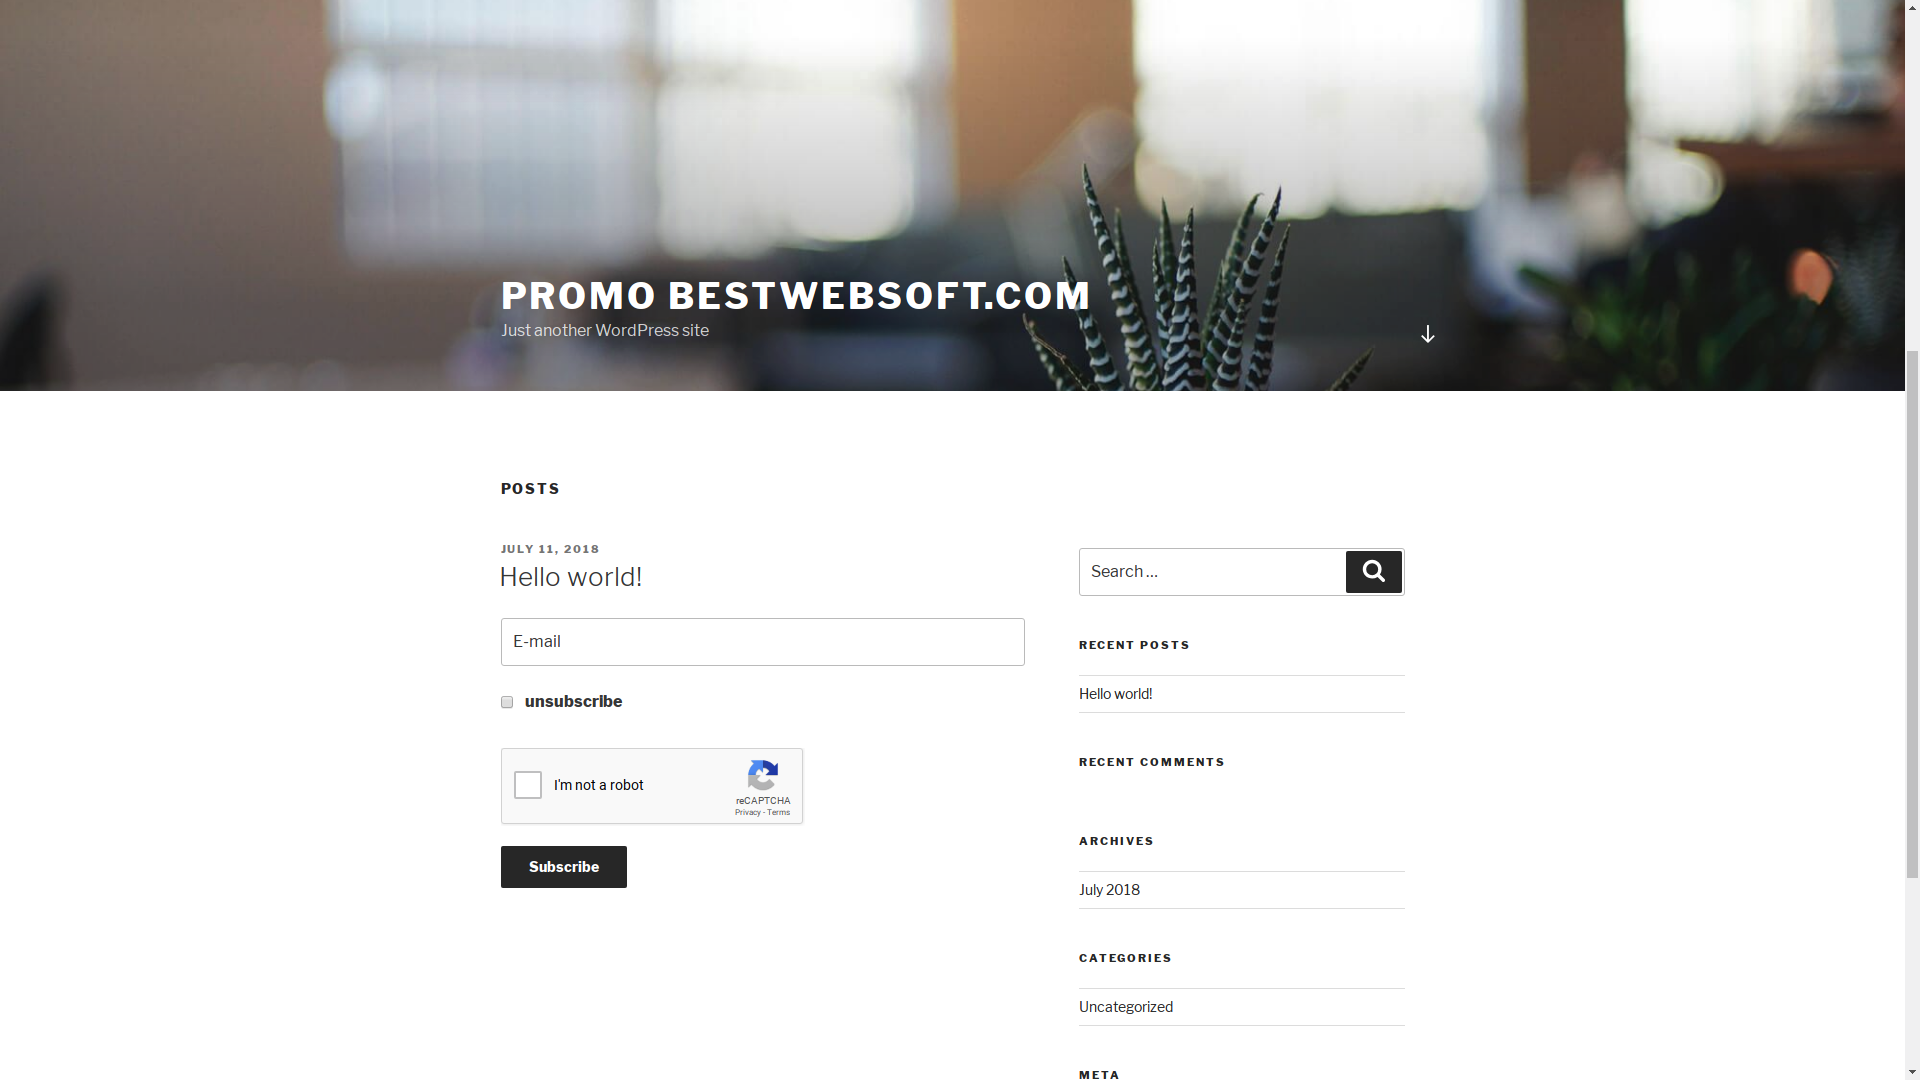 PROMO BESTWEBSOFT.COM
Just another WordPress site
POSTS
JULY 11, 2018
Hello world!
E-mail
unsubscribe
I'm not a robot
reCAPTCHA
Privacy - Terms
Subscribe
Search …
RECENT POSTS
Hello world!
RECENT COMMENTS
ARCHIVES
July 2018
CATEGORIES
Uncategorized
META